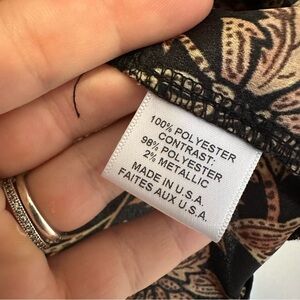 100% POLYESTER
CONTRAST:
98% POLYESTER
2% METALLIC
MADE IN U.S.A.
FAITES AUX U.S.A.